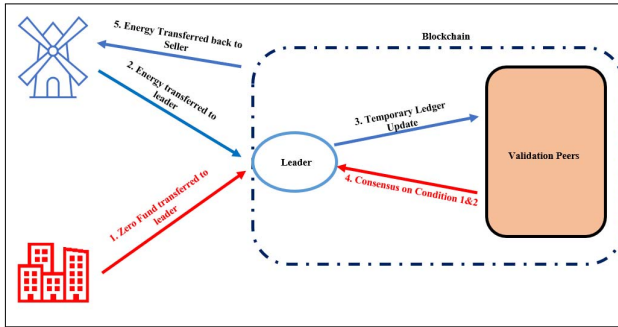 5. Energy Transferred back to
Seller
Blockchain
2. Energy transferred to
leader
3. Temporary Ledger
Update
Leader
Validation Peers
4. Consensus on Condition 1&2
1. Zero Fund transferred to
leader